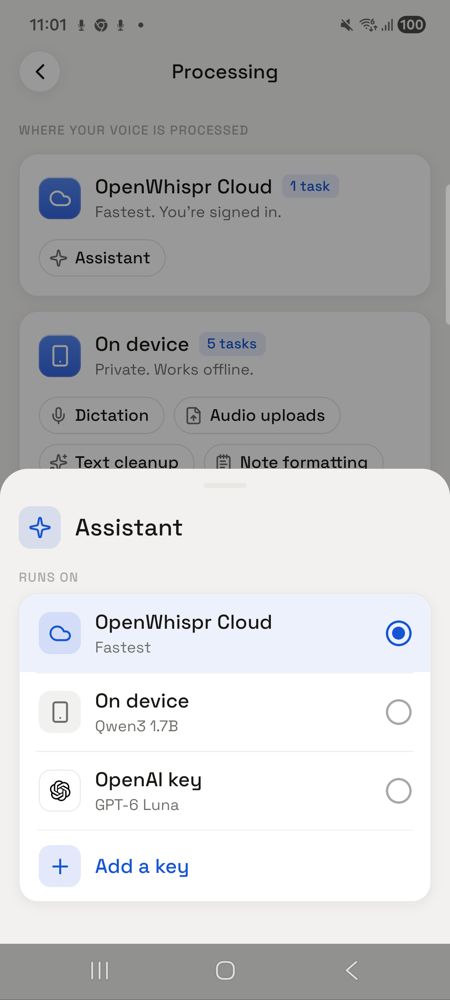 11:01
100
Processing
WHERE YOUR VOICE IS PROCESSED
OpenWhispr Cloud 1 task
Fastest. You're signed in.
Assistant
On device 5 tasks
Private. Works offline.
Dictation Audio uploads
Text cleanup Note formatting
Assistant
RUNS ON
OpenWhispr Cloud
Fastest
On device
Qwen3 1.7B
OpenAI key
GPT-6 Luna
Add a key